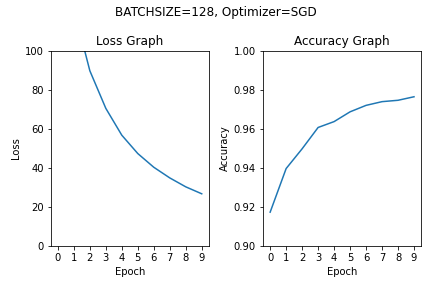 BATCHSIZE=128, Optimizer=SGD
Loss Graph
100
80
60
40
20
0
Loss
0 1 2 3 4 5 6 7 8 9
Epoch
Accuracy Graph
1.00
0.98
0.96
0.94
0.92
0.90
Accuracy
0 1 2 3 4 5 6 7 8 9
Epoch